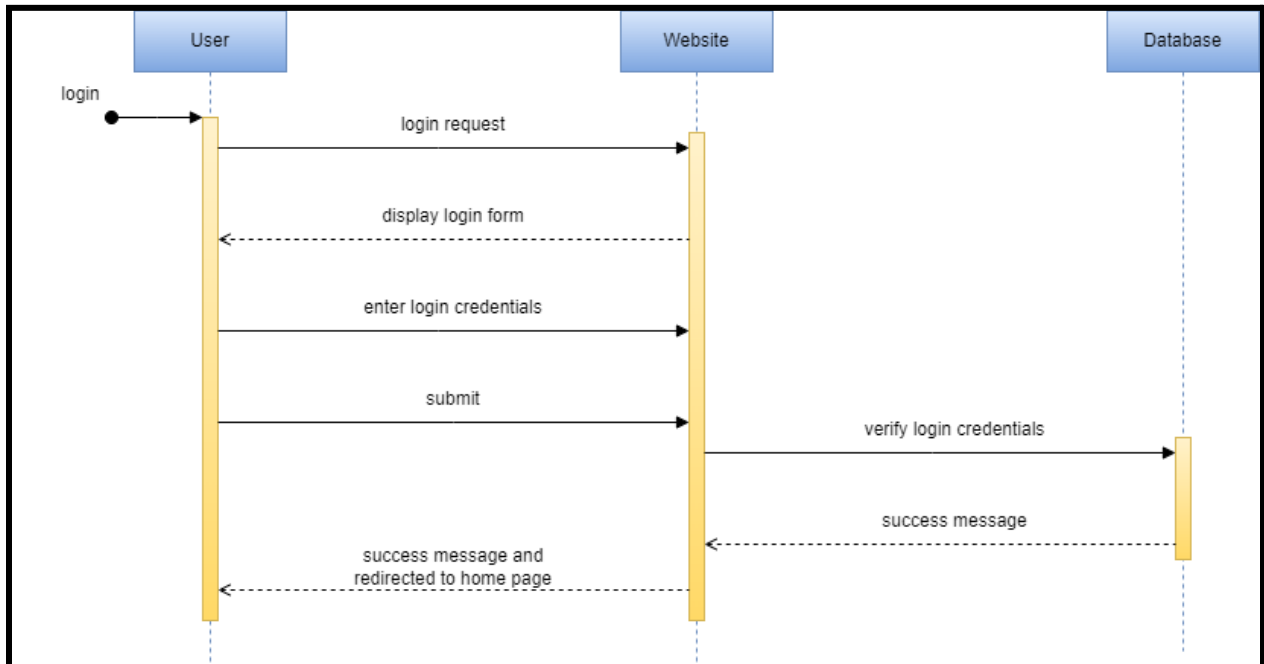 User
Website
Database
login
login request
display login form
enter login credentials
submit
verify login credentials
success message
success message and
redirected to home page